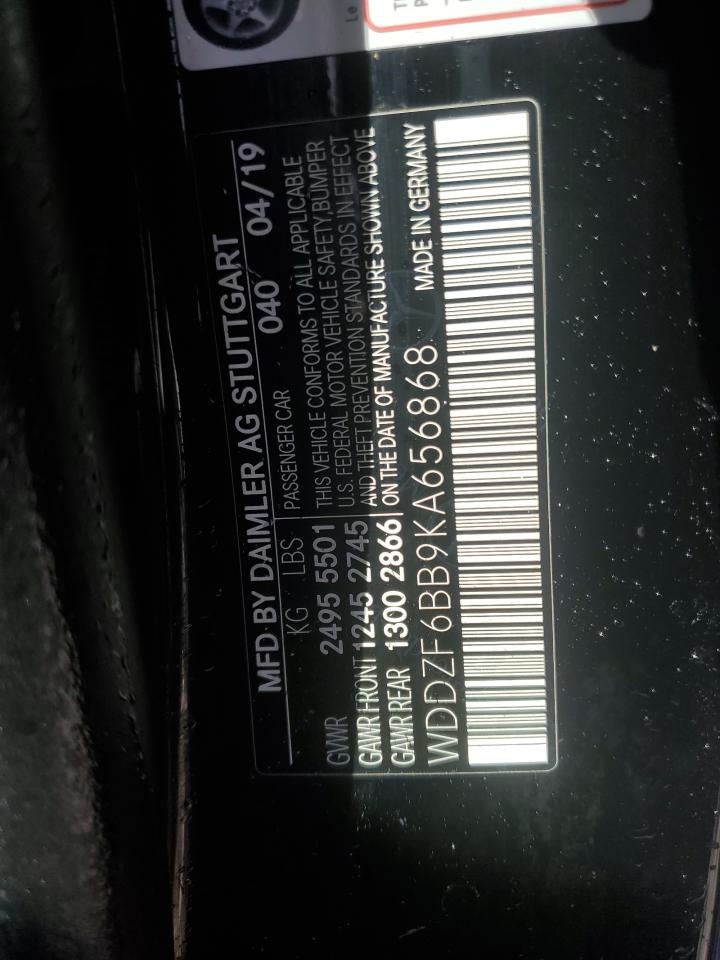 MFD BY DAIMLER AG STUTTGART
040 04/19
KG LBS
PASSENGER CAR
GVWR 2495 5501
GAWR FRONT 1245 2745
GAWR REAR 1300 2866
THIS VEHICLE CONFORMS TO ALL APPLICABLE
U.S. FEDERAL MOTOR VEHICLE SAFETY,BUMPER
AND THEFT PREVENTION STANDARDS IN EFFECT
ON THE DATE OF MANUFACTURE SHOWN ABOVE
WDDZF6BB9KA656868 MADE IN GERMANY